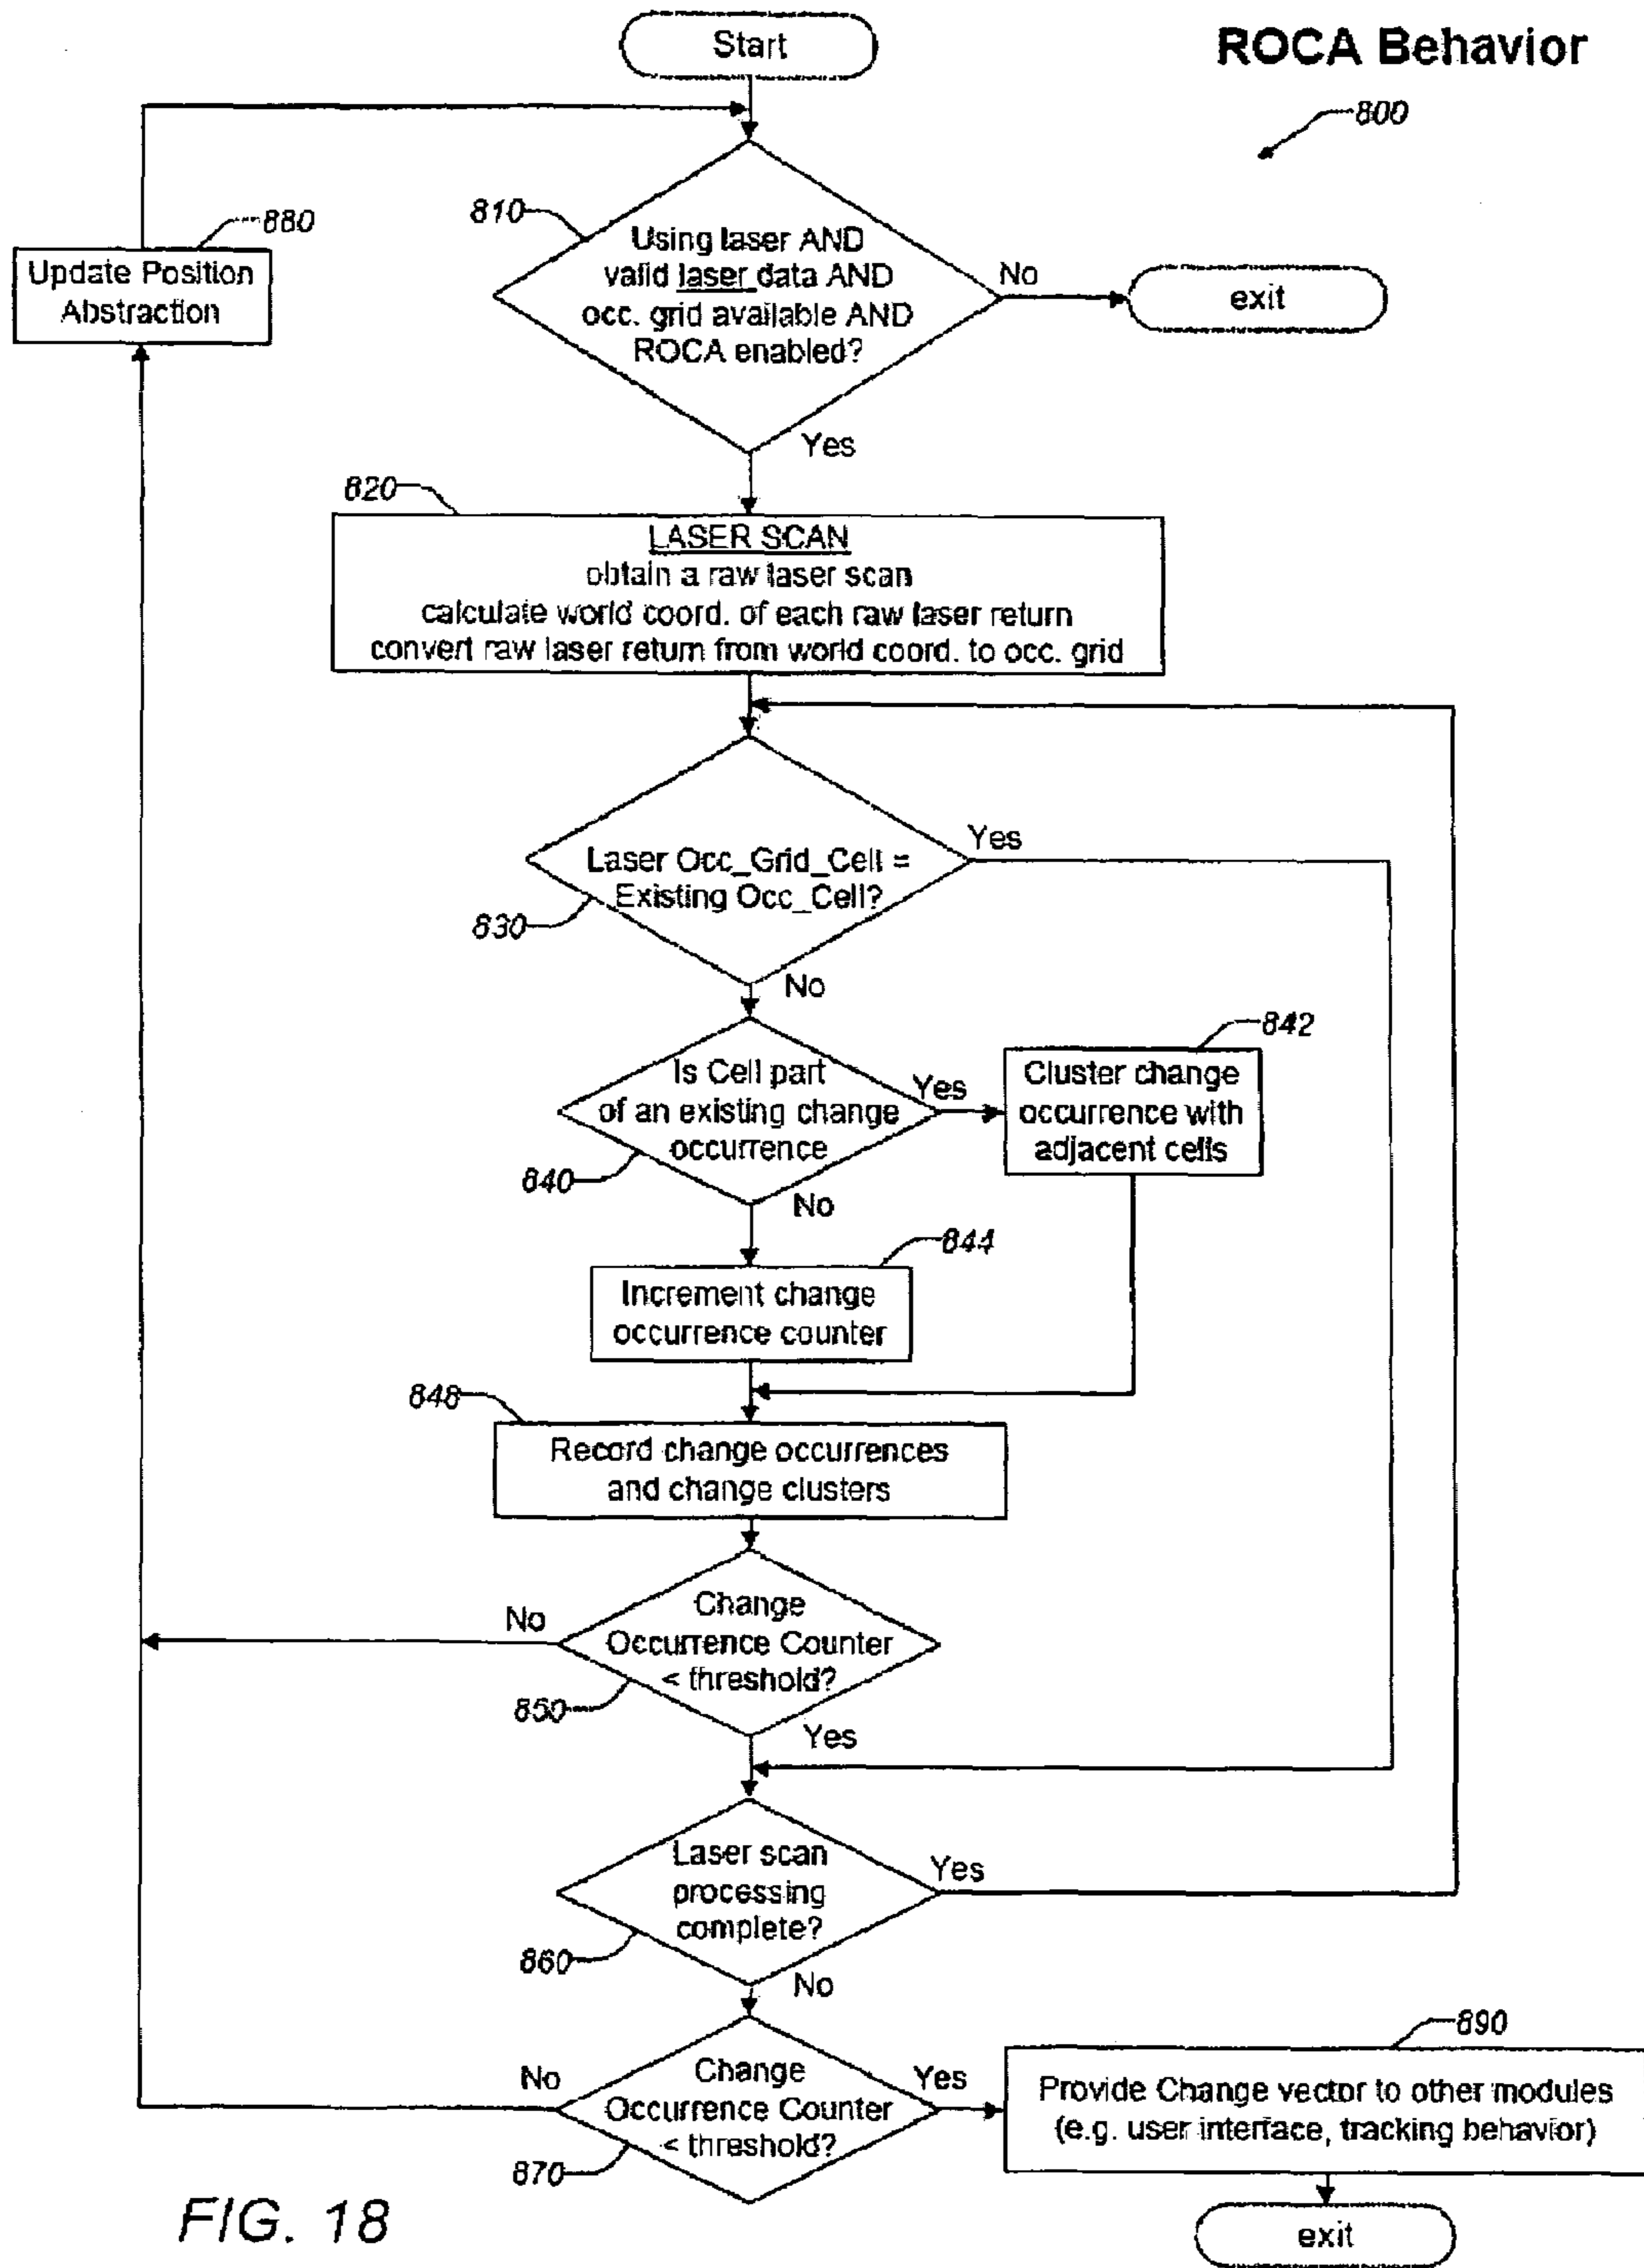 Start
ROCA Behavior
800
880
Update Position
Abstraction
810
Using laser AND
valid laser data AND
occ. grid available AND
ROCA enabled?
No
exit
Yes
820
LASER SCAN
obtain a raw laser scan
calculate world coord. of each raw laser return
convert raw laser return from world coord. to occ. grid
Laser Occ_Grid_Cell =
Existing Occ_Cell?
Yes
830
No
Is Cell part
of an existing change
occurrence
Yes
842
Cluster change
occurrence with
adjacent cells
840
No
844
Increment change
occurrence counter
848
Record change occurrences
and change clusters
Change
Occurrence Counter
< threshold?
No
850
Yes
Laser scan
processing
complete?
Yes
860
No
Change
Occurrence Counter
< threshold?
No
Yes
870
890
Provide Change vector to other modules
(e.g. user interface, tracking behavior)
exit
FIG. 18